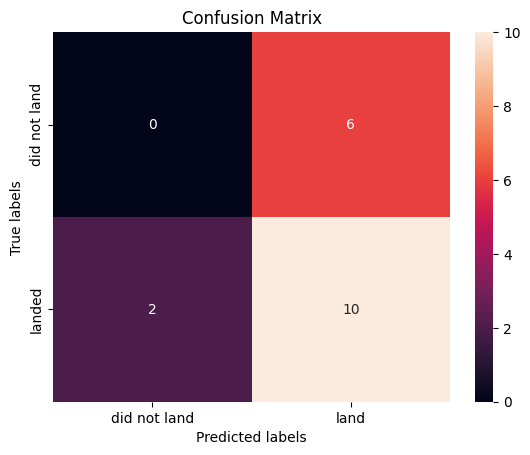 Confusion Matrix
True labels
did not land
landed
0
6
2
10
did not land
land
Predicted labels
10
8
6
4
2
0